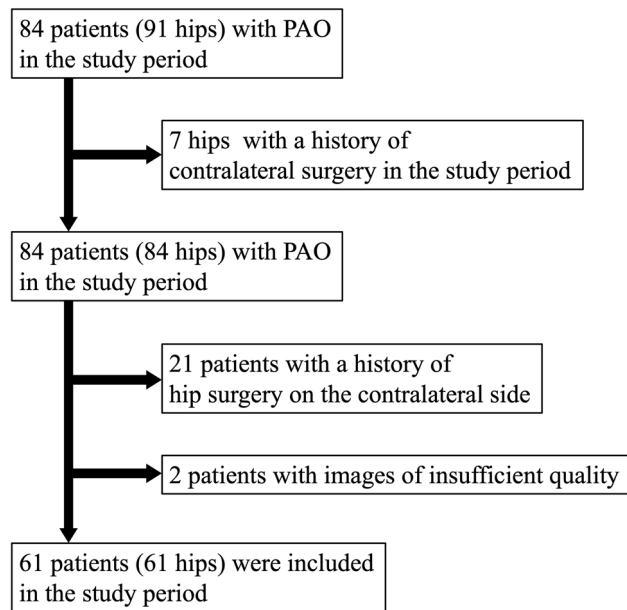 84 patients (91 hips) with PAO
in the study period
7 hips with a history of
contralateral surgery in the study period
84 patients (84 hips) with PAO
in the study period
21 patients with a history of
hip surgery on the contralateral side
2 patients with images of insufficient quality
61 patients (61 hips) were included
in the study period